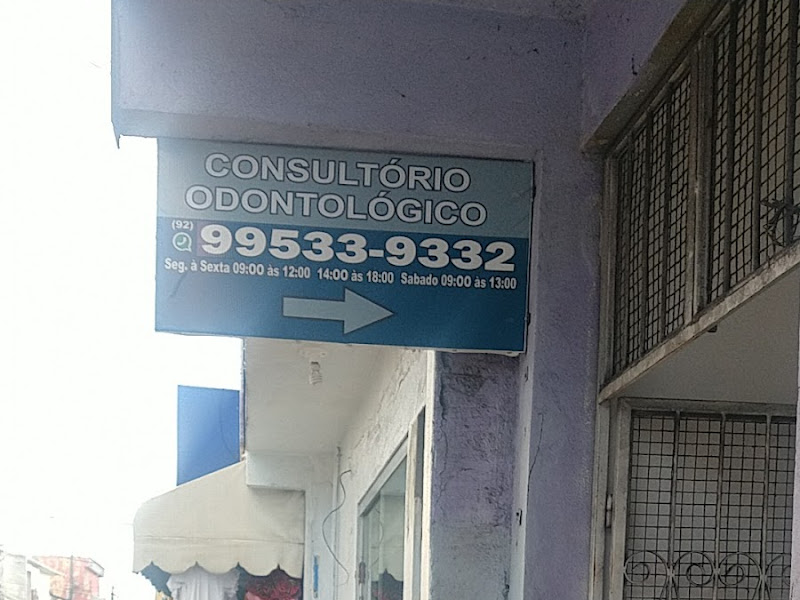 CONSULTÓRIO
ODONTOLÓGICO
(92)
99533-9332
Seg. à Sexta 09:00 às 12:00 14:00 às 18:00 Sabado 09:00 às 13:00